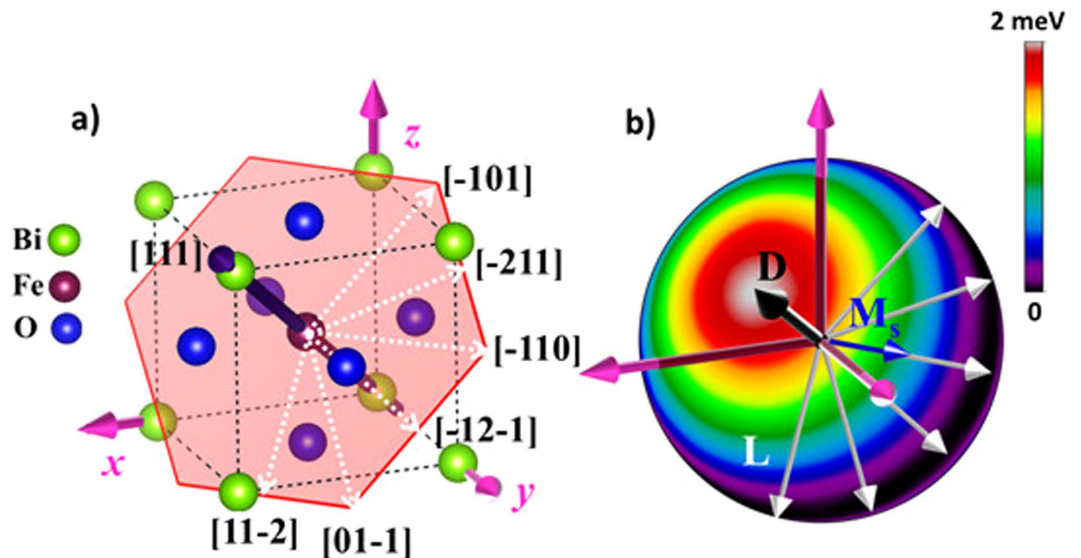 a)
z
[-101]
[-211]
[111]
[-110]
[-12-1]
[11-2]
[01-1]
x
y
Bi
Fe
O
b)
2 meV
0
D
Ms
L